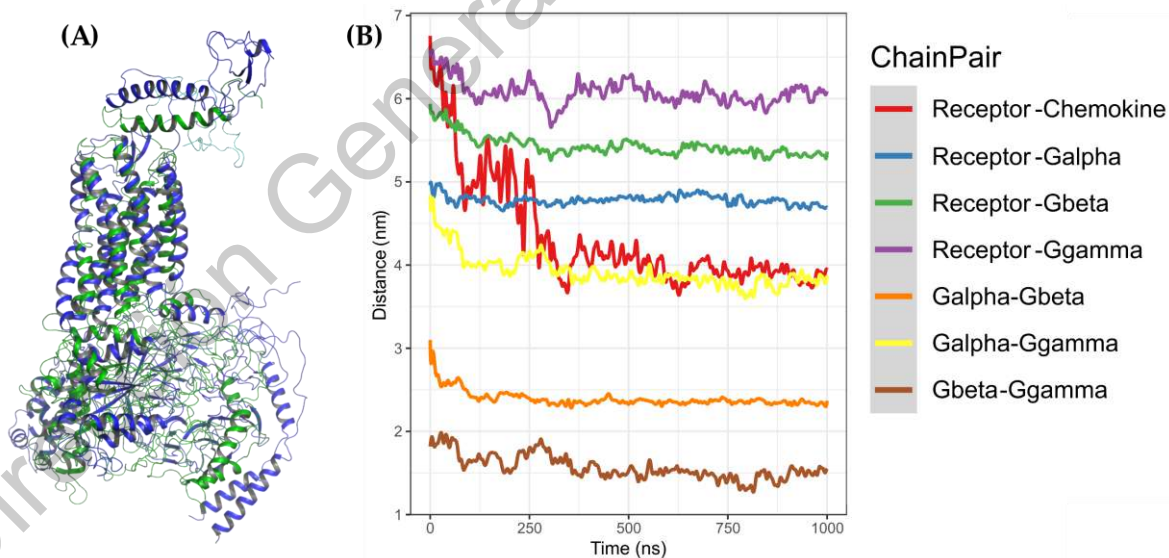 (A)
(B)
7
6
5
4
3
2
1
Distance (nm)
0
250
500
750
1000
Time (ns)
ChainPair
Receptor-Chemokine
Receptor-Galpha
Receptor-Gbeta
Receptor-Ggamma
Galpha-Gbeta
Galpha-Ggamma
Gbeta-Ggamma